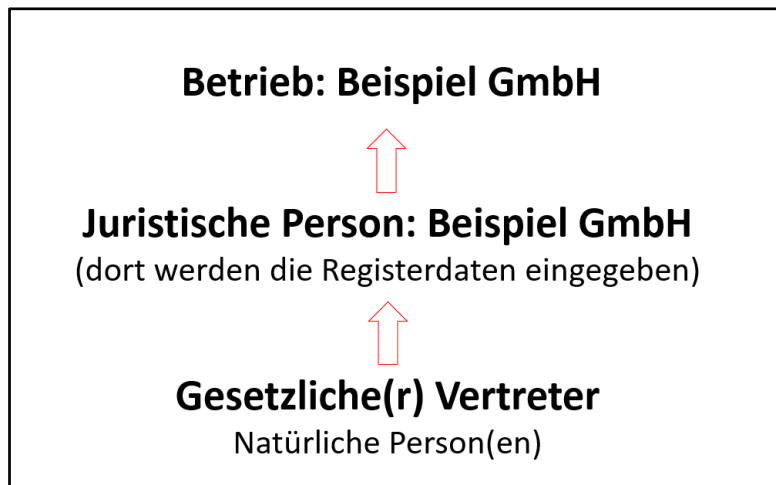 Betrieb: Beispiel GmbH
Juristische Person: Beispiel GmbH
(dort werden die Registerdaten eingegeben)
Gesetzliche(r) Vertreter
Natürliche Person(en)